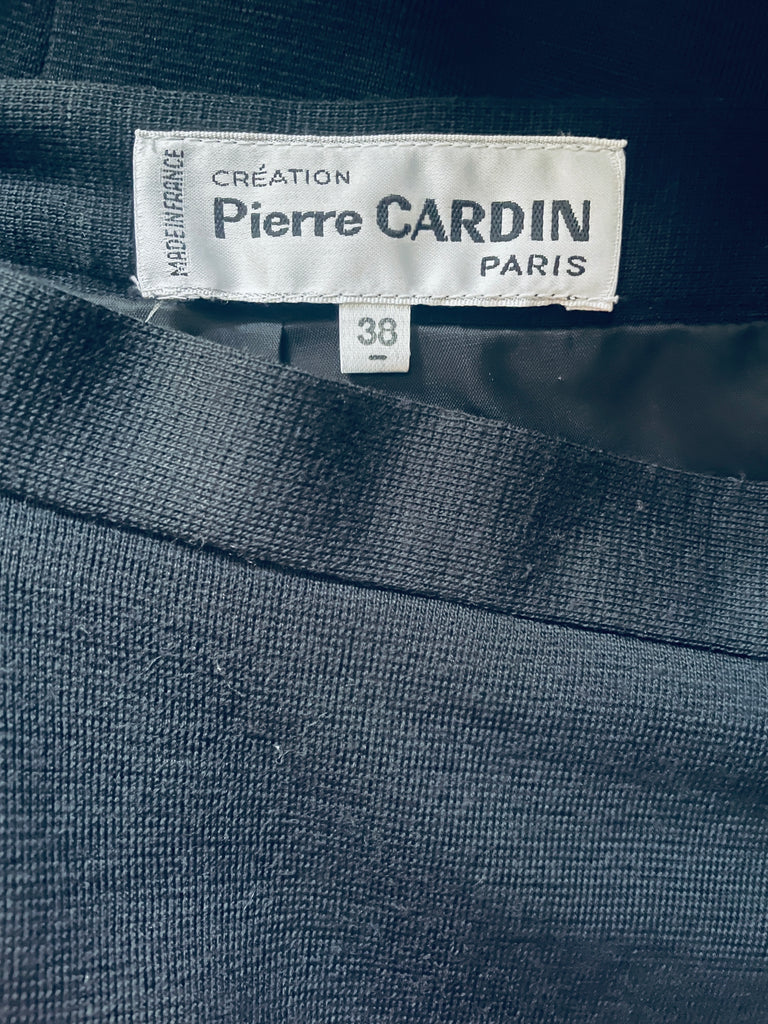 MADE IN FRANCE
CRÉATION
Pierre CARDIN
PARIS
38